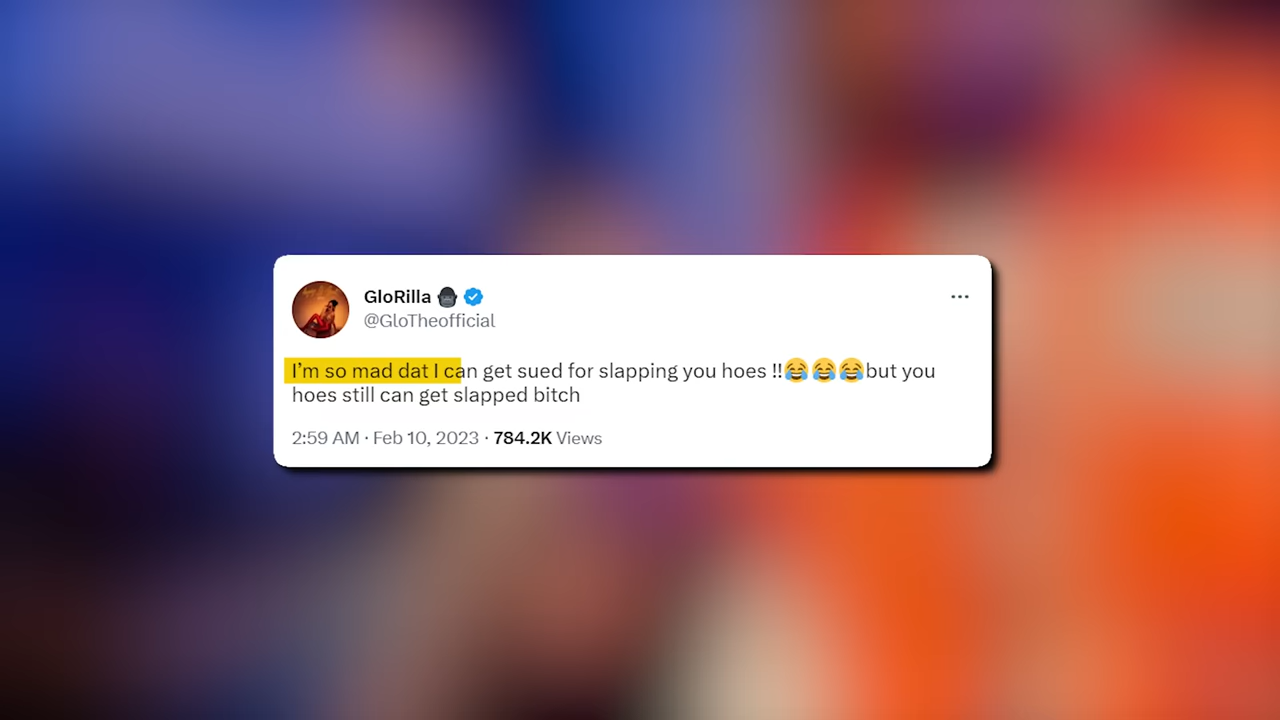 GloRilla 🦍
@GloTheofficial
I’m so mad dat I can get sued for slapping you hoes !!😂😂😂but you
hoes still can get slapped bitch
2:59 AM · Feb 10, 2023 · 784.2K Views